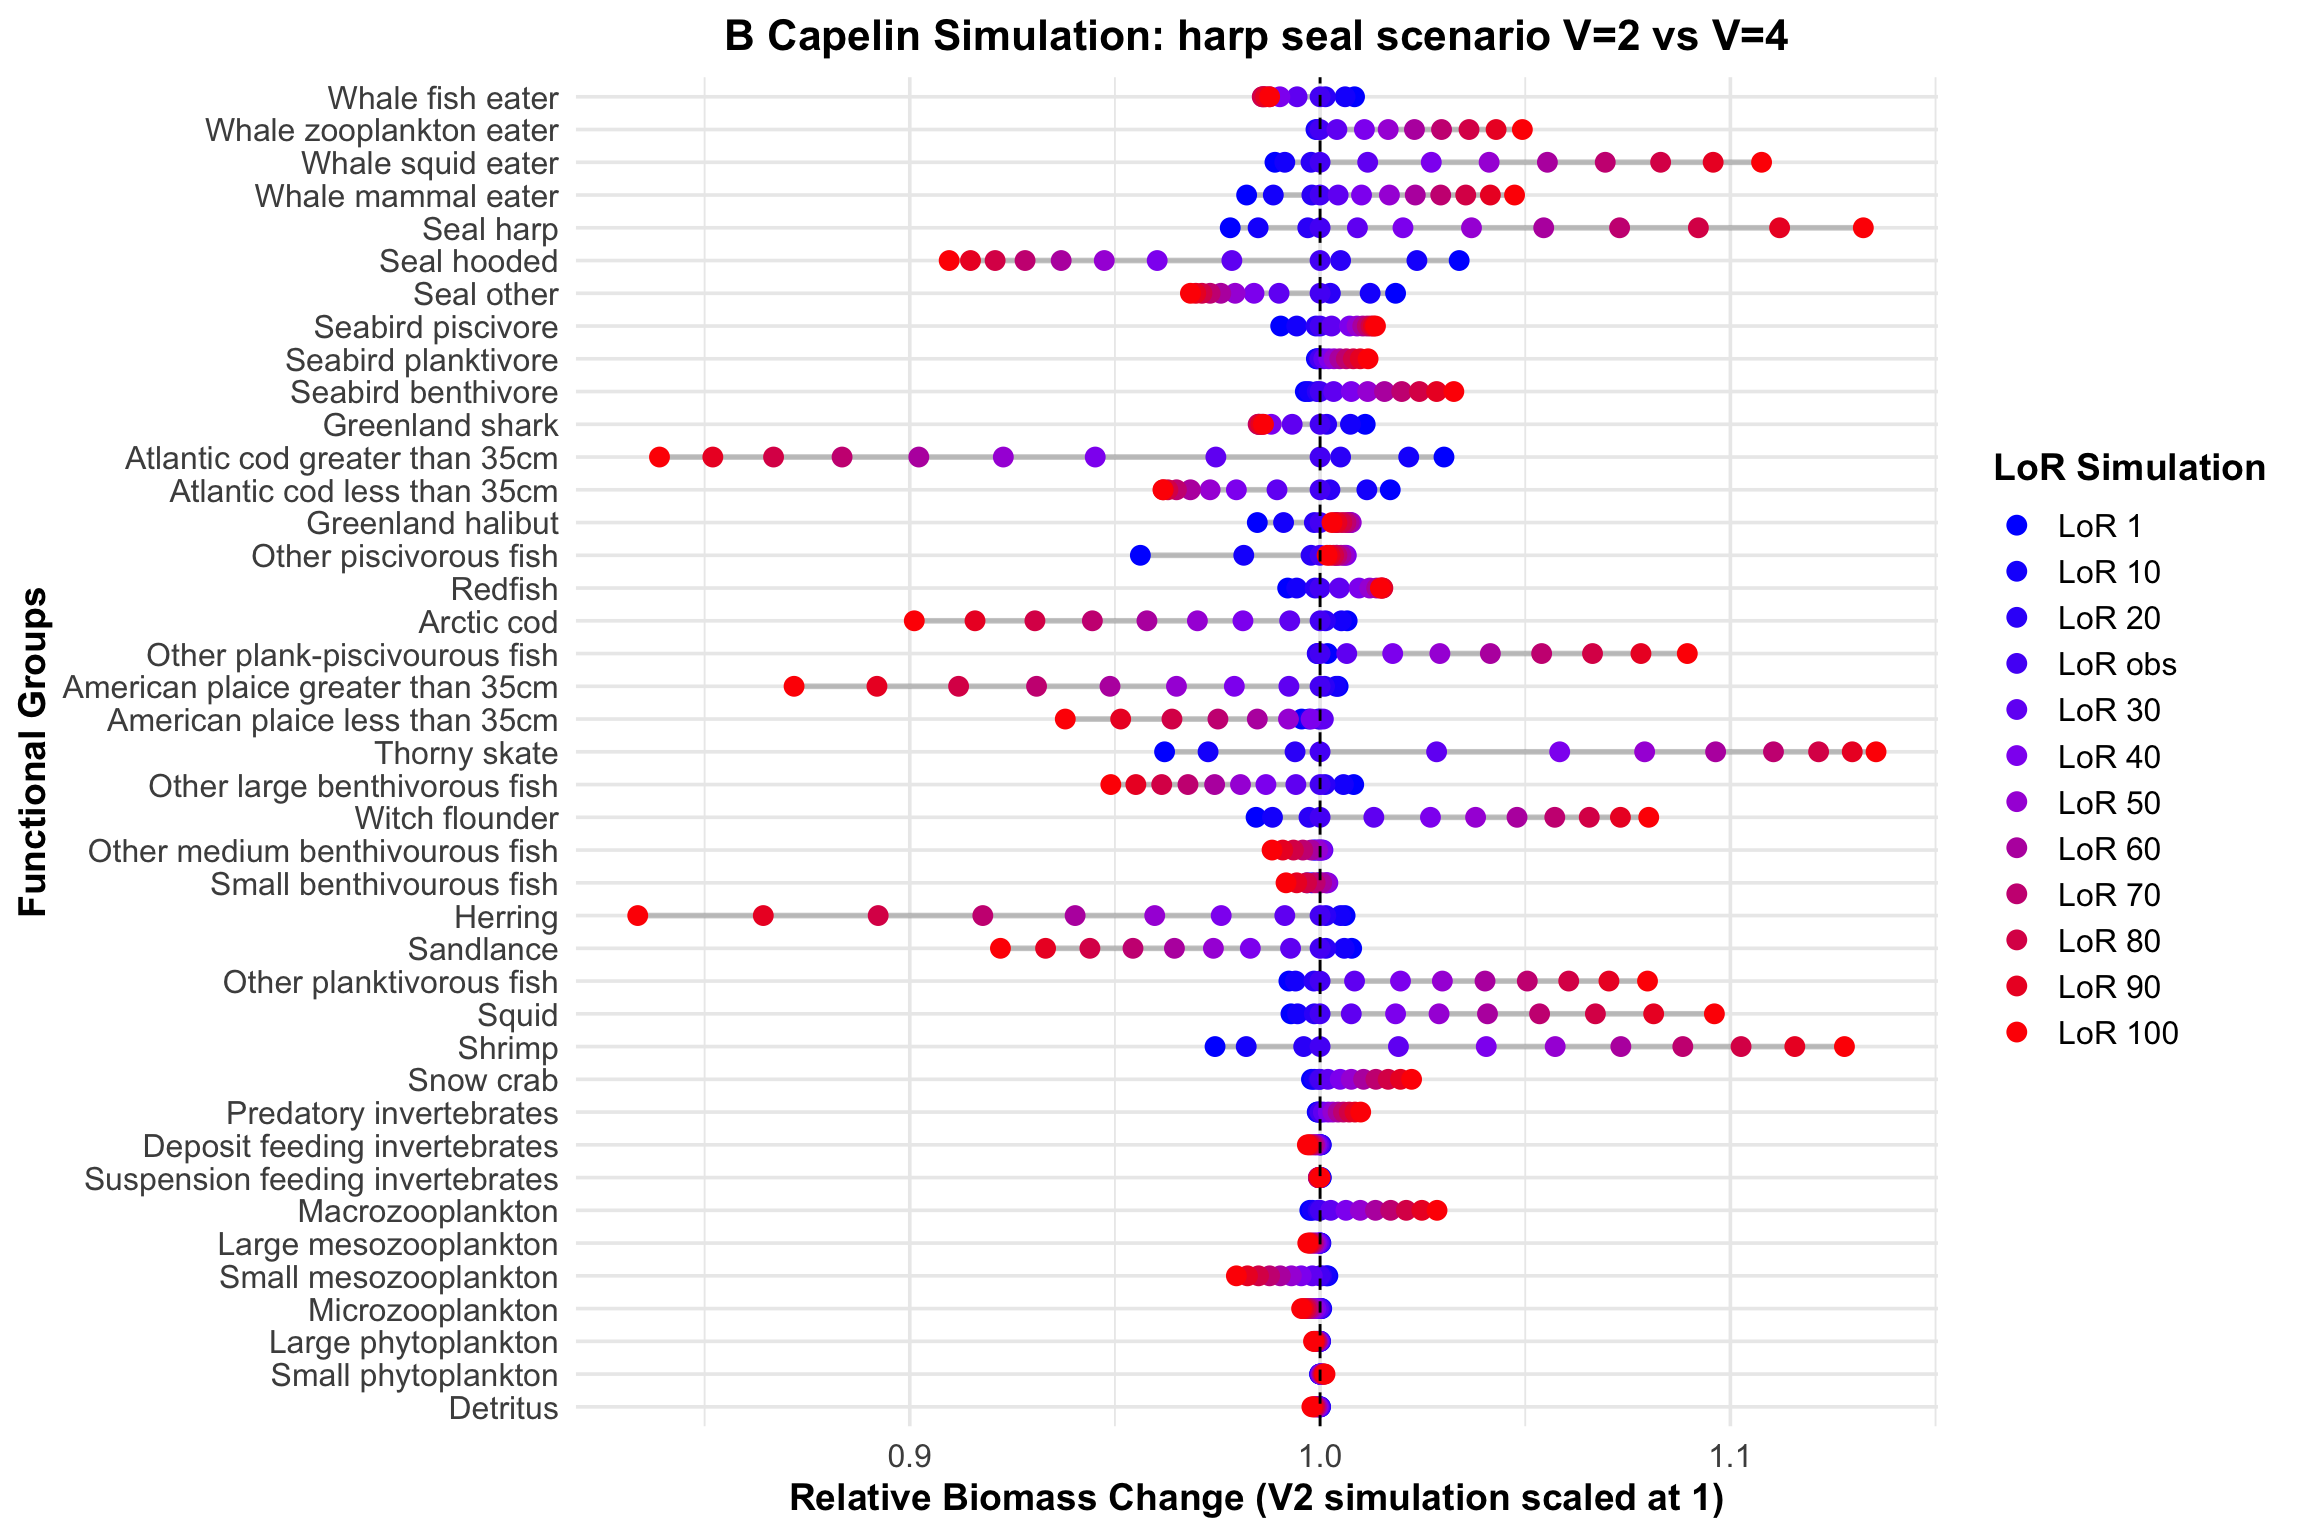 B Capelin Simulation: harp seal scenario V=2 vs V=4
Functional Groups
Whale fish eater
Whale zooplankton eater
Whale squid eater
Whale mammal eater
Seal harp
Seal hooded
Seal other
Seabird piscivore
Seabird planktivore
Seabird benthivore
Greenland shark
Atlantic cod greater than 35cm
Atlantic cod less than 35cm
Greenland halibut
Other piscivorous fish
Redfish
Arctic cod
Other plank-piscivourous fish
American plaice greater than 35cm
American plaice less than 35cm
Thorny skate
Other large benthivorous fish
Witch flounder
Other medium benthivourous fish
Small benthivourous fish
Herring
Sandlance
Other planktivorous fish
Squid
Shrimp
Snow crab
Predatory invertebrates
Deposit feeding invertebrates
Suspension feeding invertebrates
Macrozooplankton
Large mesozooplankton
Small mesozooplankton
Microzooplankton
Large phytoplankton
Small phytoplankton
Detritus
0.9 1.0 1.1
Relative Biomass Change (V2 simulation scaled at 1)
LoR Simulation
LoR 1
LoR 10
LoR 20
LoR obs
LoR 30
LoR 40
LoR 50
LoR 60
LoR 70
LoR 80
LoR 90
LoR 100